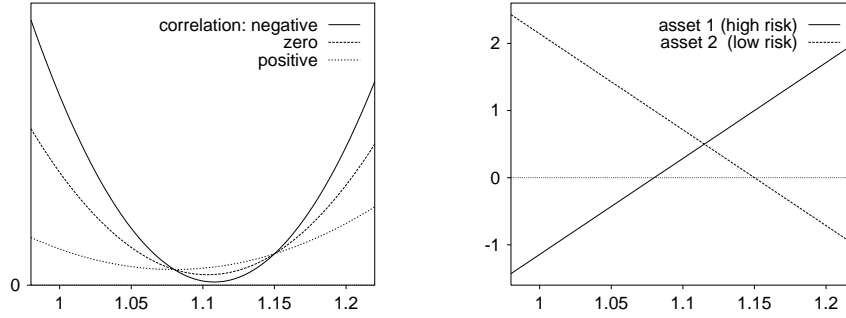 correlation: negative
zero
positive
0
1 1.05 1.1 1.15 1.2
asset 1 (high risk)
asset 2 (low risk)
2
1
0
-1
1 1.05 1.1 1.15 1.2